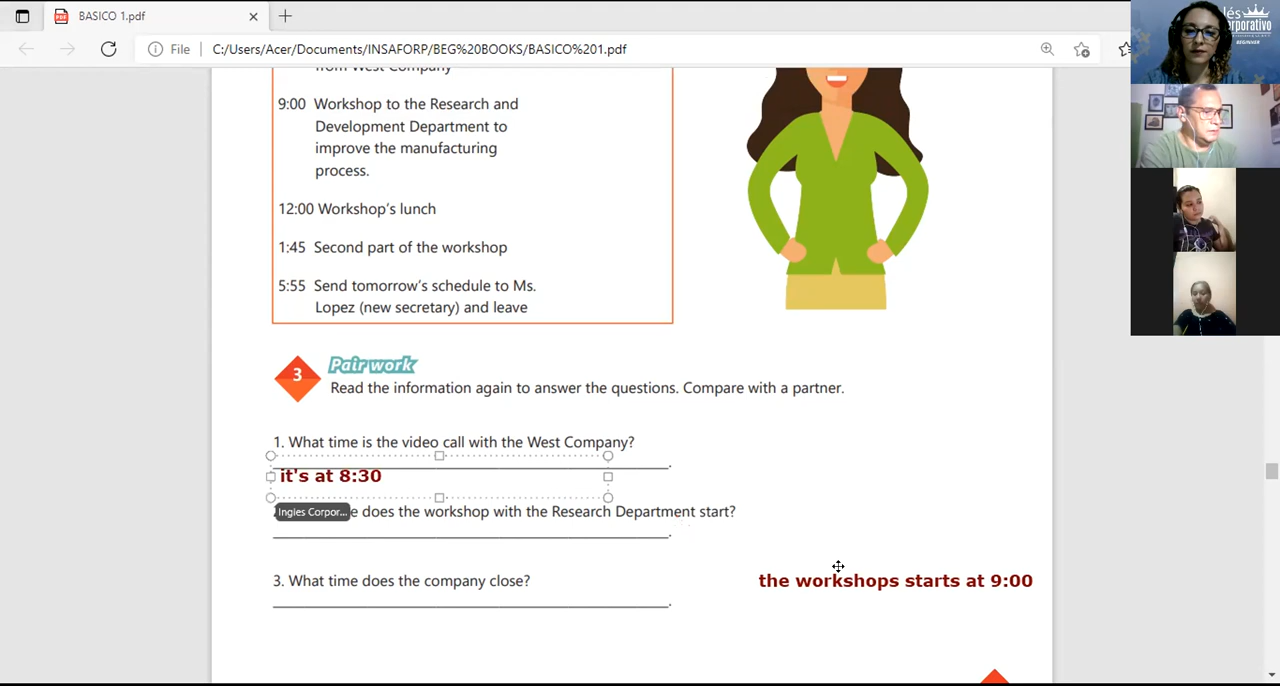 BASICO 1.pdf
File
C:/Users/Acer/Documents/INSAFORP/BEG%20BOOKS/BASICO%201.pdf
lés
orporativo
BEGINNER
from West Company
9:00 Workshop to the Research and
Development Department to
improve the manufacturing
process.
12:00 Workshop's lunch
1:45 Second part of the workshop
5:55 Send tomorrow's schedule to Ms.
Lopez (new secretary) and leave
3
Pair work
Read the information again to answer the questions. Compare with a partner.
1. What time is the video call with the West Company?
it's at 8:30
Ingles Corpor...
e does the workshop with the Research Department start?
3. What time does the company close?
the workshops starts at 9:00